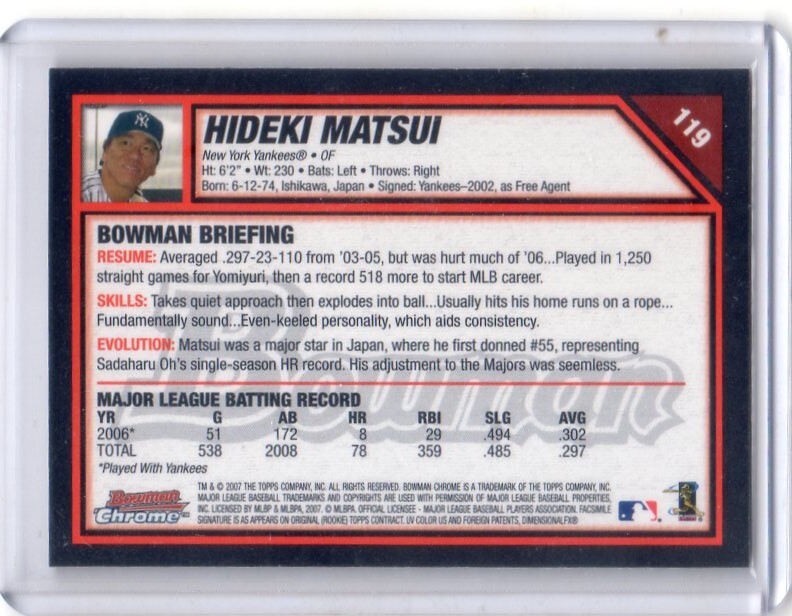 119
NY
HIDEKI MATSUI
New York Yankees® • OF
Ht: 6'2" • Wt: 230 • Bats: Left • Throws: Right
Born: 6-12-74, Ishikawa, Japan • Signed: Yankees–2002, as Free Agent
BOWMAN BRIEFING
RESUME: Averaged .297-23-110 from '03-05, but was hurt much of '06...Played in 1,250
straight games for Yomiyuri, then a record 518 more to start MLB career.
SKILLS: Takes quiet approach then explodes into ball...Usually hits his home runs on a rope...
Fundamentally sound...Even-keeled personality, which aids consistency.
EVOLUTION: Matsui was a major star in Japan, where he first donned #55, representing
Sadaharu Oh's single-season HR record. His adjustment to the Majors was seemless.
Bowman
MAJOR LEAGUE BATTING RECORD
YR G AB HR RBI SLG AVG
2006* 51 172 8 29 .494 .302
TOTAL 538 2008 78 359 .485 .297
*Played With Yankees
Bowman
Chrome™
TM & © 2007 THE TOPPS COMPANY, INC. ALL RIGHTS RESERVED. BOWMAN CHROME IS A TRADEMARK OF THE TOPPS COMPANY, INC.
MAJOR LEAGUE BASEBALL TRADEMARKS AND COPYRIGHTS ARE USED WITH PERMISSION OF MAJOR LEAGUE BASEBALL PROPERTIES,
INC. LICENSED BY MLBP & MLBPA, 2007. © MLBPA. OFFICIAL LICENSEE - MAJOR LEAGUE BASEBALL PLAYERS ASSOCIATION. FACSIMILE
SIGNATURE IS AS APPEARS ON ORIGINAL (ROOKIE) TOPPS CONTRACT. UV COLOR US AND FOREIGN PATENTS, DIMENSIONALFX®